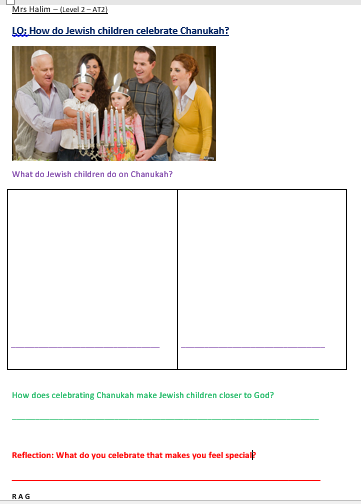 Mrs Halim – (Level 2 – AT2)
LO: How do Jewish children celebrate Chanukah?
What do Jewish children do on Chanukah?
How does celebrating Chanukah make Jewish children closer to God?
Reflection: What do you celebrate that makes you feel special?
R A G